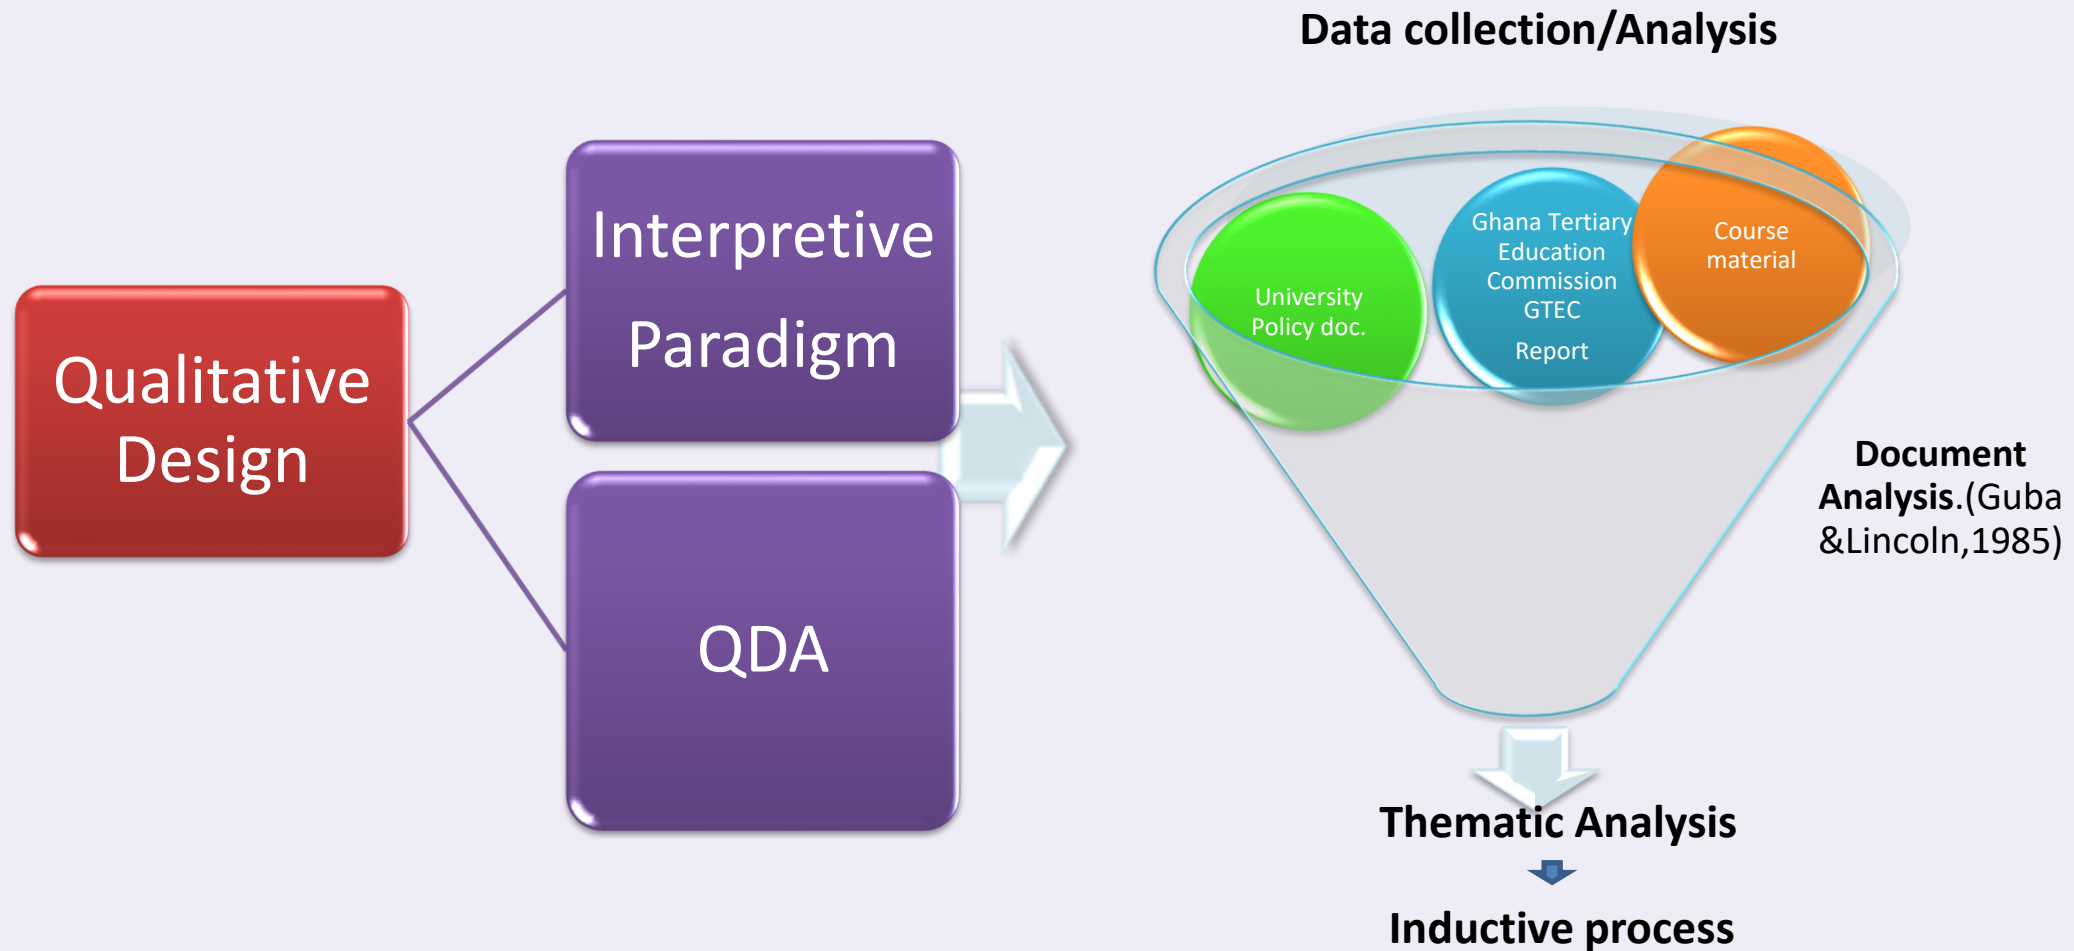 Data collection/Analysis
Qualitative
Design
Interpretive
Paradigm
QDA
University
Policy doc.
Ghana Tertiary
Education
Commission
GTEC
Report
Course
material
Document
Analysis.(Guba
&Lincoln,1985)
Thematic Analysis
Inductive process